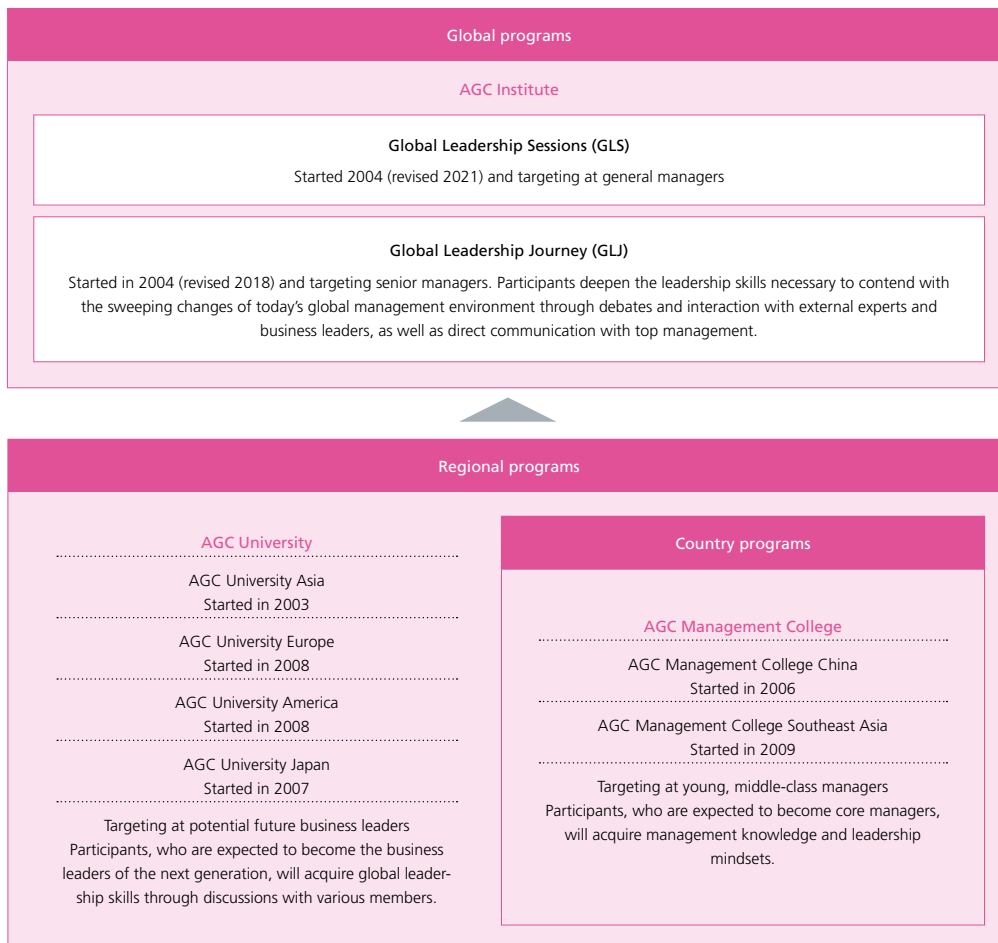 Global programs
AGC Institute
Global Leadership Sessions (GLS)
Started 2004 (revised 2021) and targeting at general managers
Global Leadership Journey (GLJ)
Started in 2004 (revised 2018) and targeting senior managers. Participants deepen the leadership skills necessary to contend with
the sweeping changes of today's global management environment through debates and interaction with external experts and
business leaders, as well as direct communication with top management.
Regional programs
AGC University
AGC University Asia
Started in 2003
AGC University Europe
Started in 2008
AGC University America
Started in 2008
AGC University Japan
Started in 2007
Targeting at potential future business leaders
Participants, who are expected to become the business
leaders of the next generation, will acquire global leader-
ship skills through discussions with various members.
Country programs
AGC Management College
AGC Management College China
Started in 2006
AGC Management College Southeast Asia
Started in 2009
Targeting at young, middle-class managers
Participants, who are expected to become core managers,
will acquire management knowledge and leadership
mindsets.